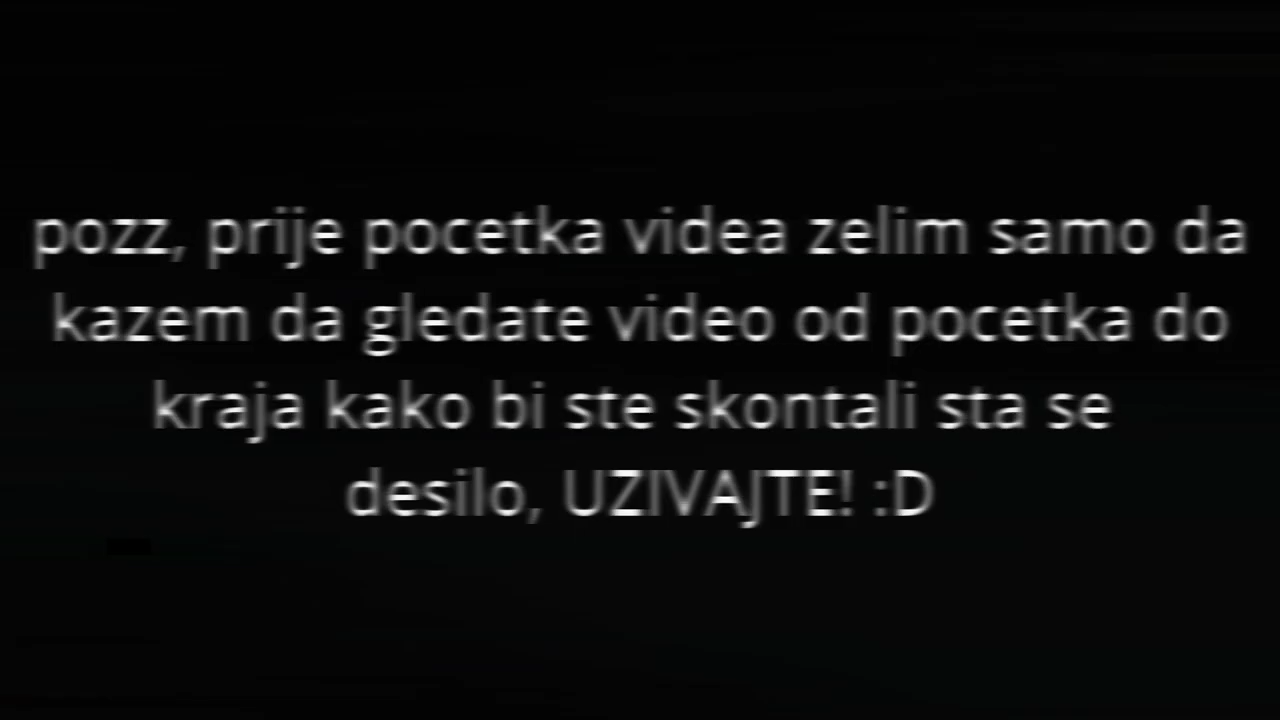 pozz, prije pocetka videa zelim samo da
kazem da gledate video od pocetka do
kraja kako bi ste skontali sta se
desilo, UZIVAJTE! :D